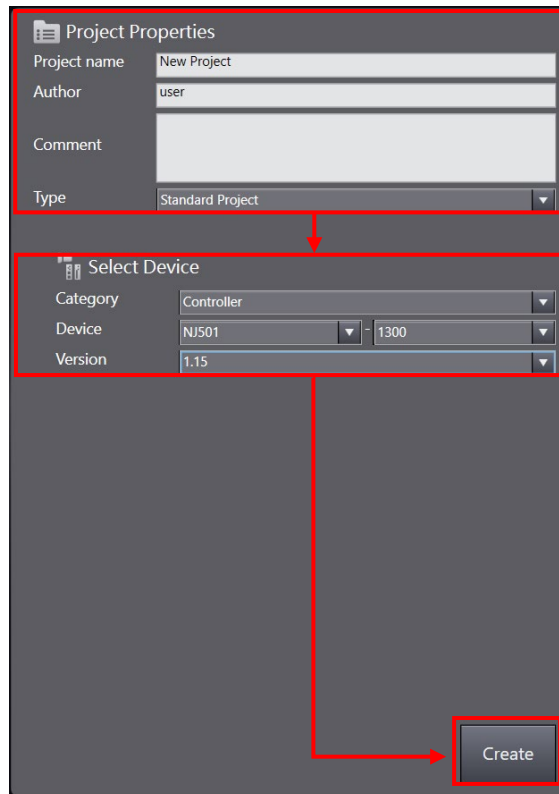 Project Properties
Project name New Project
Author user
Comment
Type Standard Project
Select Device
Category Controller
Device NJ501 - 1300
Version 1.15
Create